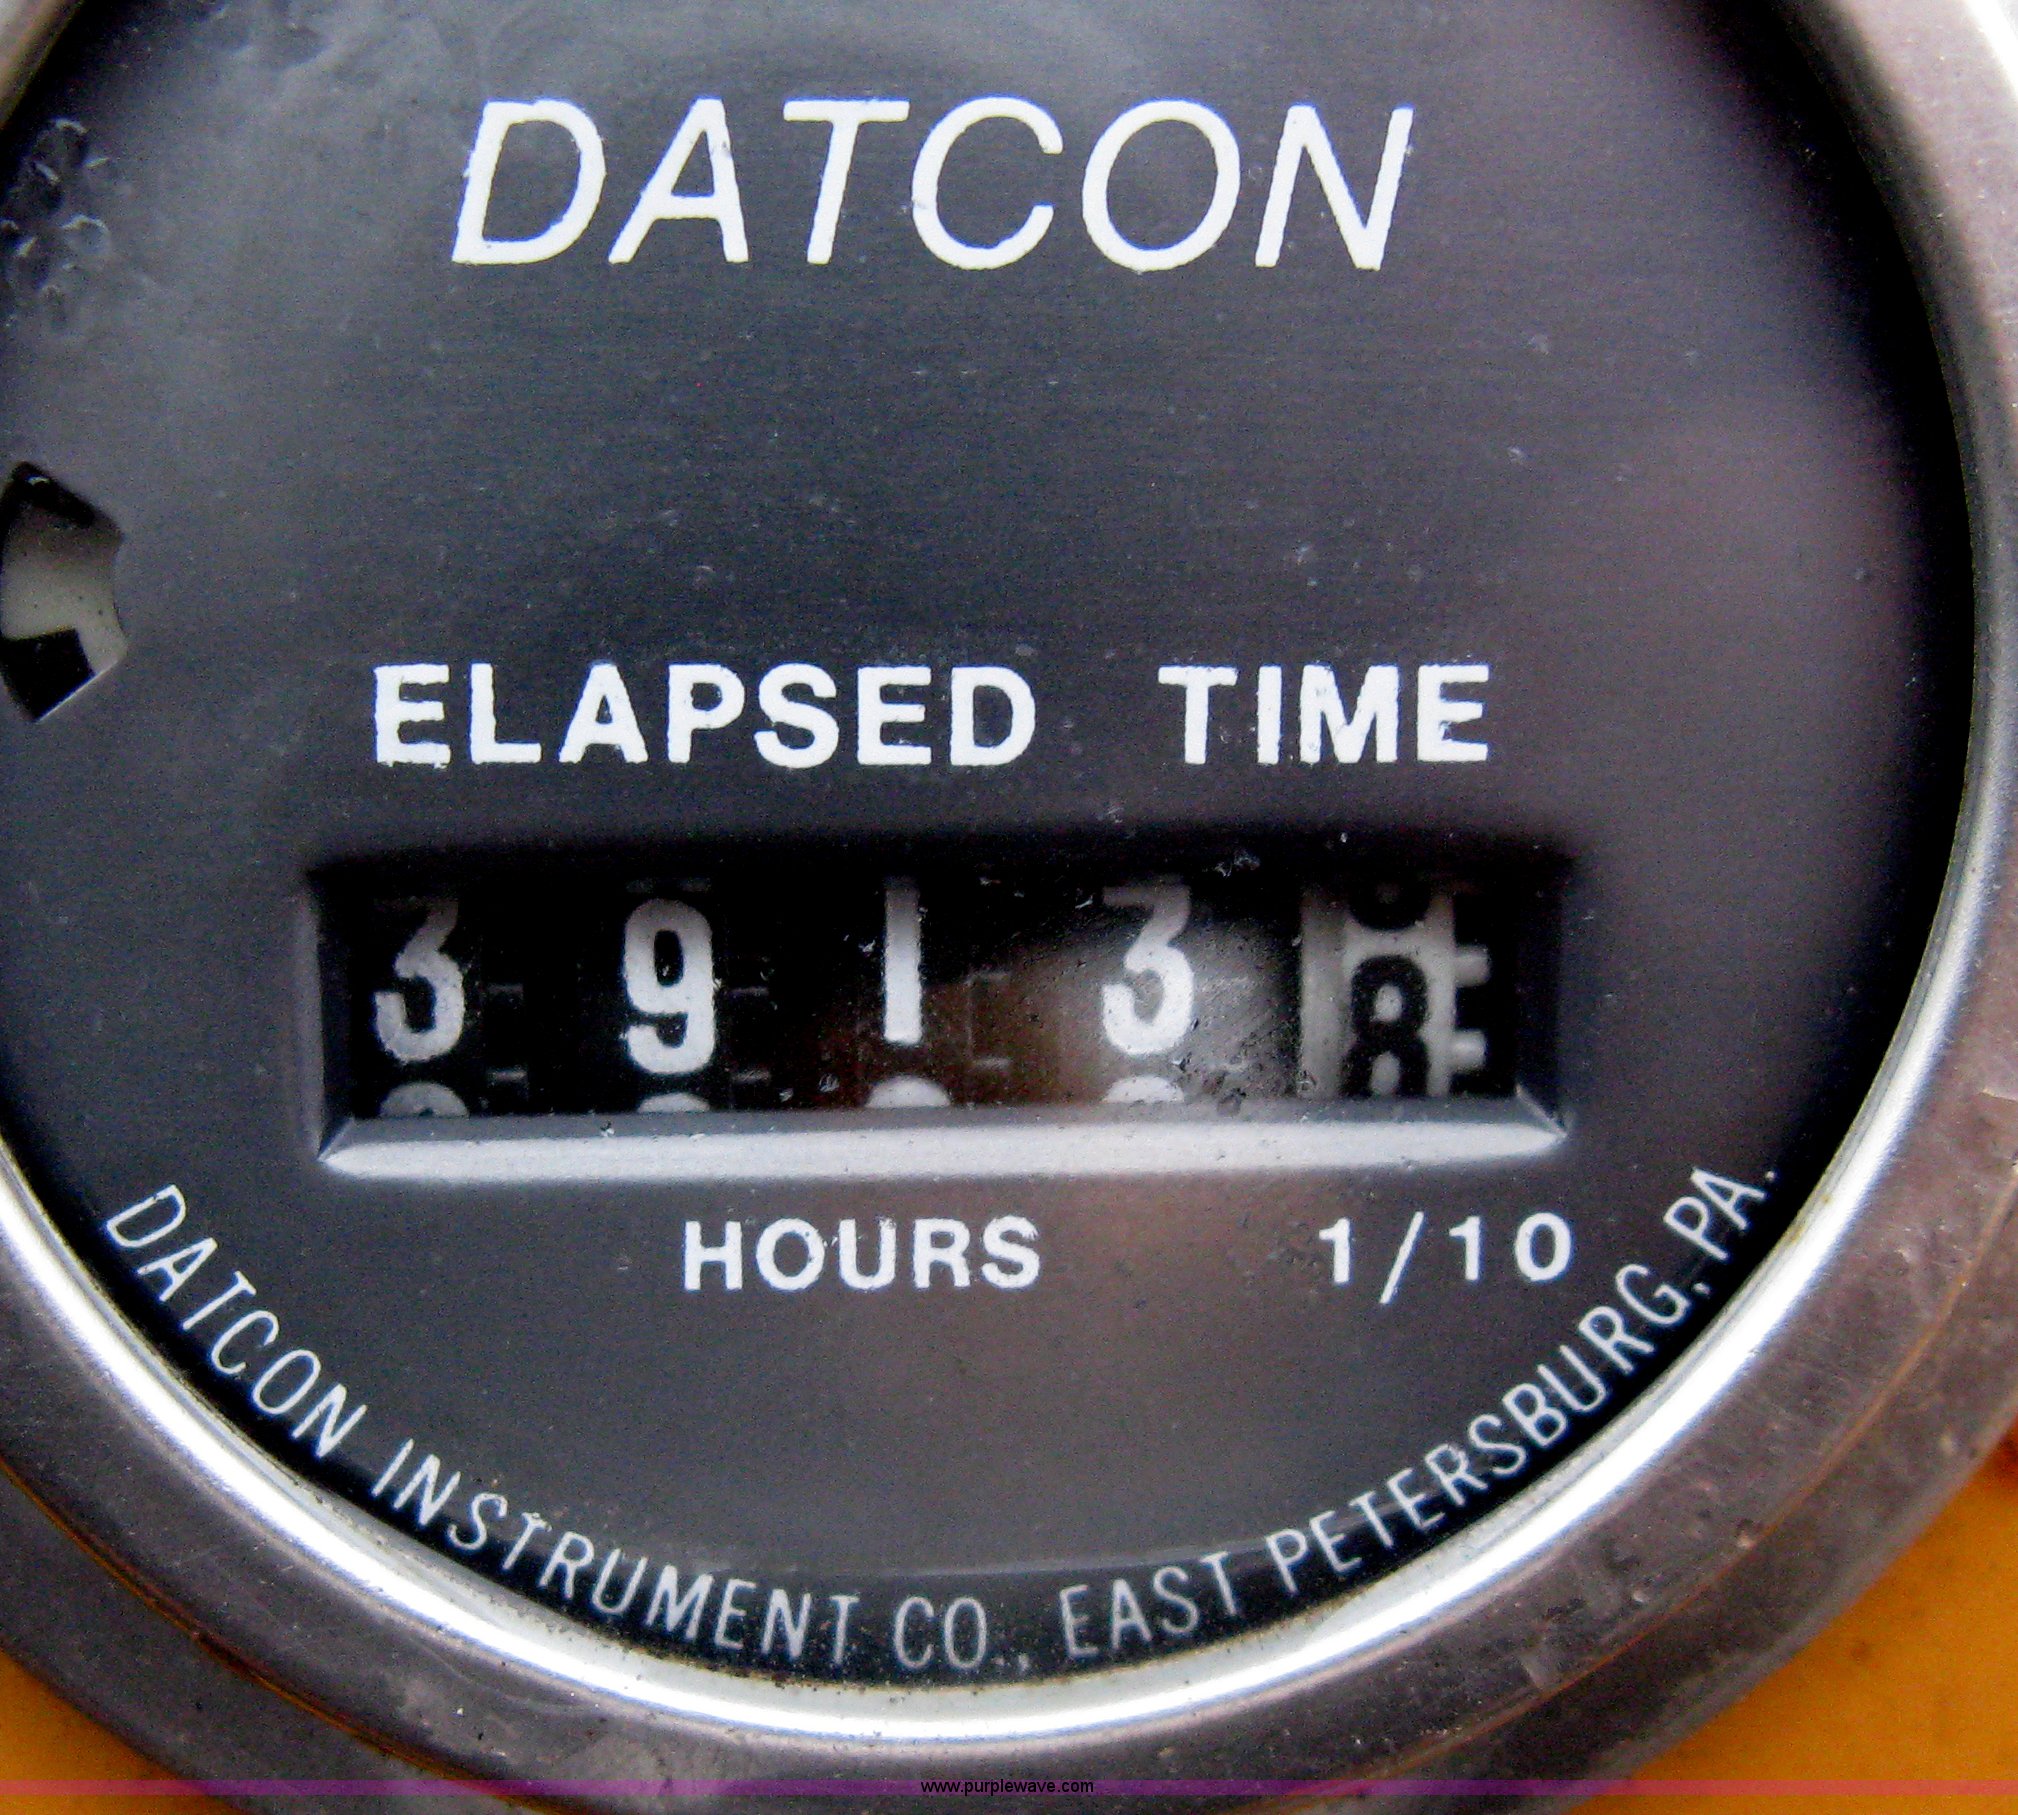 DATCON
ELAPSED TIME
3 9 1 3 8
HOURS 1/10
DATCON INSTRUMENT CO., EAST PETERSBURG, PA.
www.purplewave.com